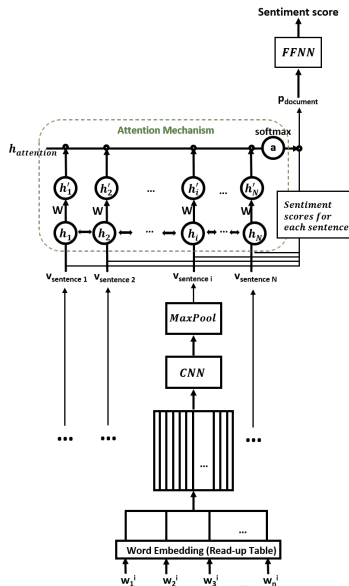 Sentiment score
FFNN
p_document
Attention Mechanism
softmax
h_attention
a
h'_1 h'_2 ... h'_i ... h'_N
W W W W
Sentiment
scores for
each sentence
h_1 h_2 ... h_i ... h_N
v_sentence 1 v_sentence 2 v_sentence i v_sentence N
MaxPool
CNN
...
... ... ...
...
Word Embedding (Read-up Table)
w_1^i w_2^i w_3^i w_n^i